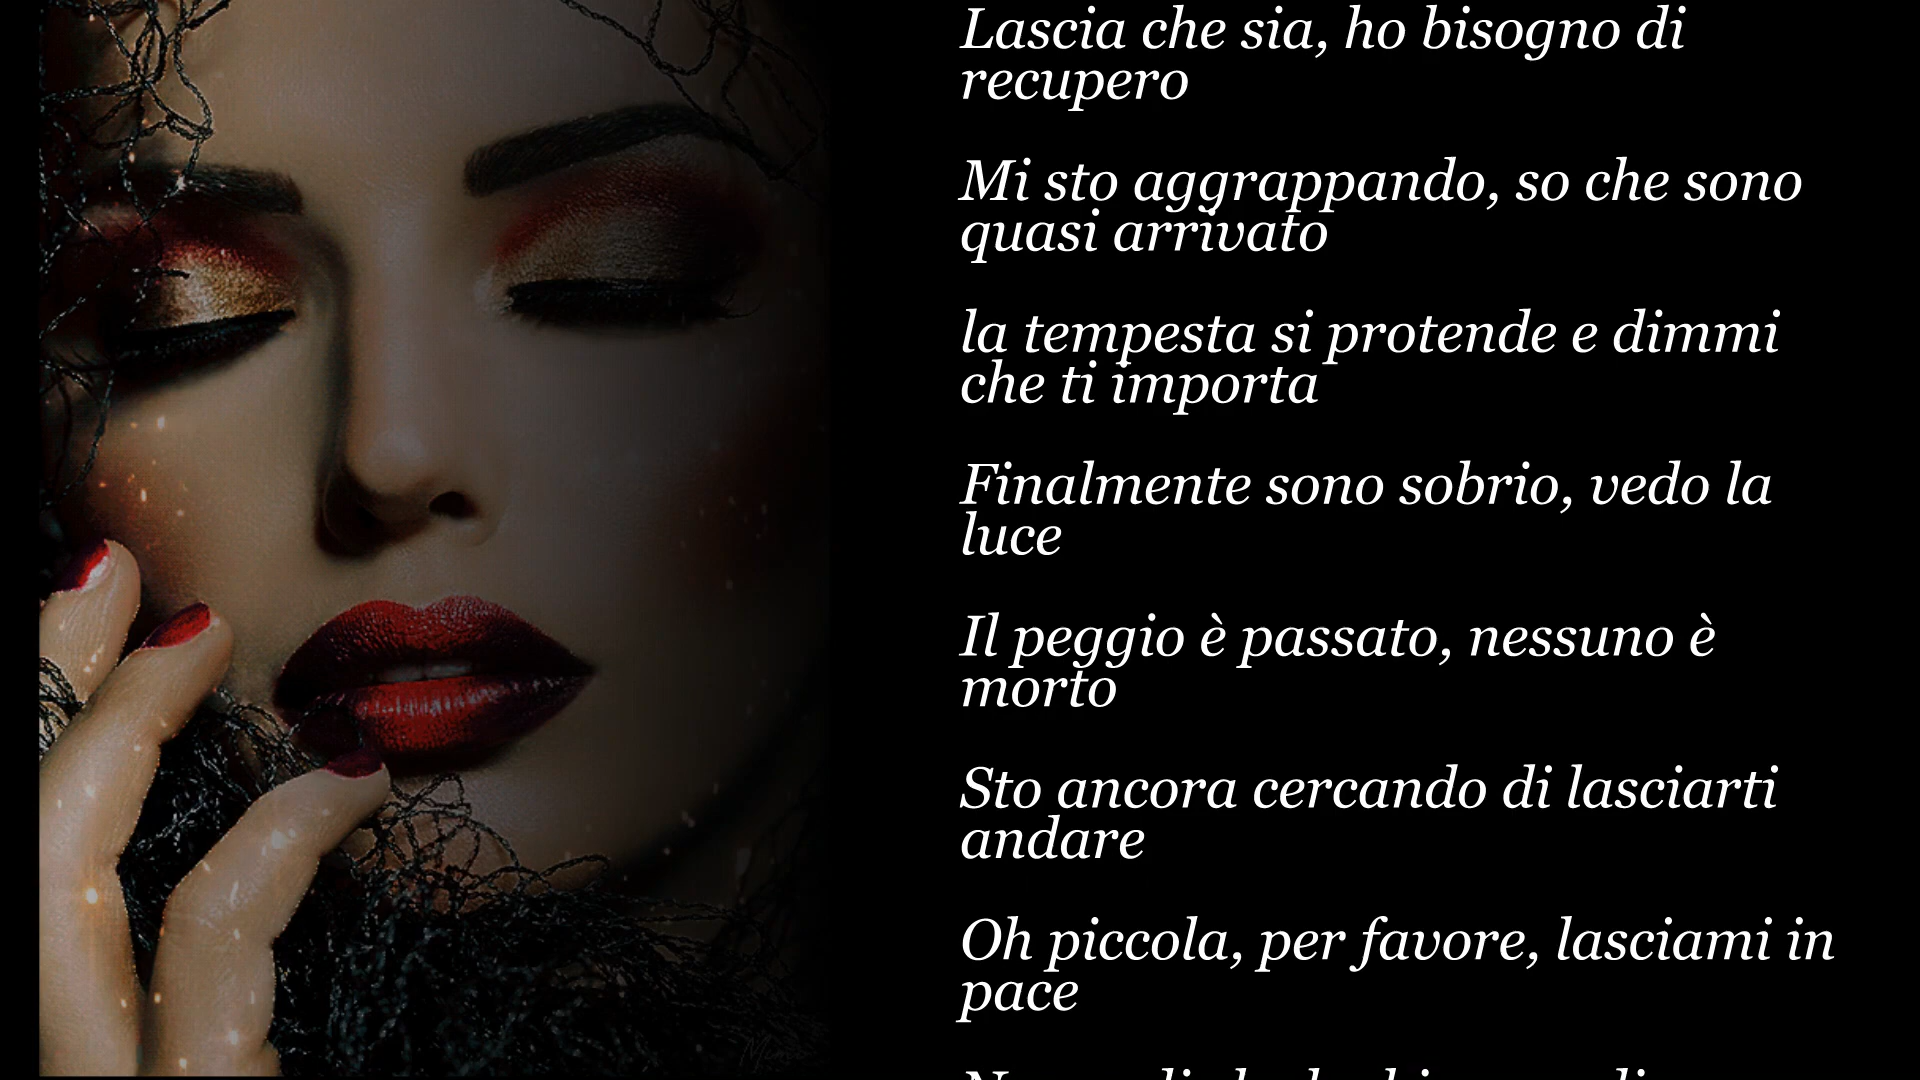 Lascia che sia, ho bisogno di
recupero
Mi sto aggrappando, so che sono
quasi arrivato
la tempesta si protende e dimmi
che ti importa
Finalmente sono sobrio, vedo la
luce
Il peggio è passato, nessuno è
morto
Sto ancora cercando di lasciarti
andare
Oh piccola, per favore, lasciami in
pace